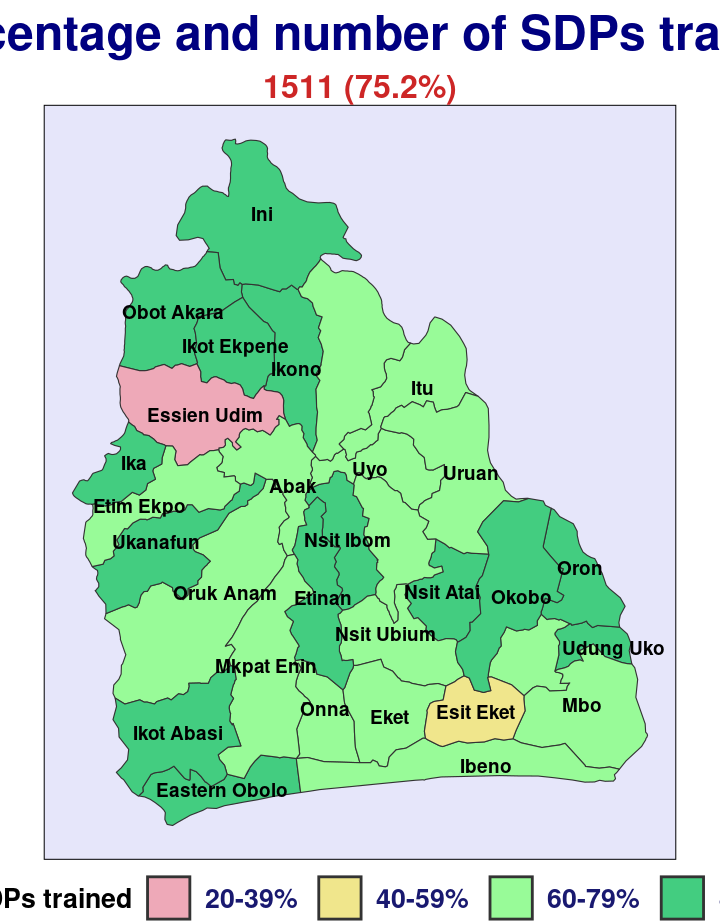 centage and number of SDPs tra
1511 (75.2%)
Ini
Obot Akara
Ikot Ekpene
Ikono
Itu
Essien Udim
Ika
Uyo
Uruan
Abak
Etim Ekpo
Ukanafun
Nsit Ibom
Oron
Oruk Anam
Etinan
Nsit Atai
Okobo
Nsit Ubium
Udung Uko
Mkpat Enin
Onna
Eket
Esit Eket
Mbo
Ikot Abasi
Ibeno
Eastern Obolo
DPs trained 20-39% 40-59% 60-79%